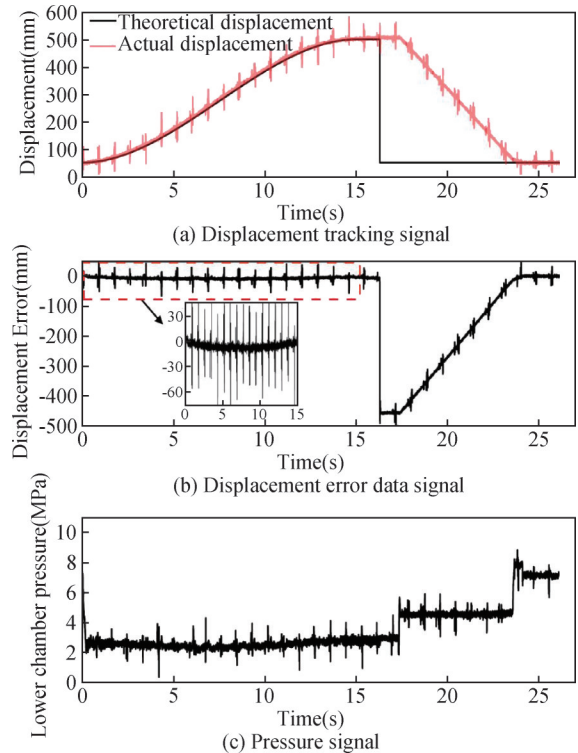 600
500
400
300
200
100
0
Displacement(mm)
Theoretical displacement
Actual displacement
0 5 10 15 20 25
Time(s)
(a) Displacement tracking signal
0
-100
-200
-300
-400
-500
Displacement Error(mm)
30
0
-30
-60
0 5 10 15
0 5 10 15 20 25
Time(s)
(b) Displacement error data signal
10
8
6
4
2
0
Lower chamber pressure(MPa)
0 5 10 15 20 25
Time(s)
(c) Pressure signal